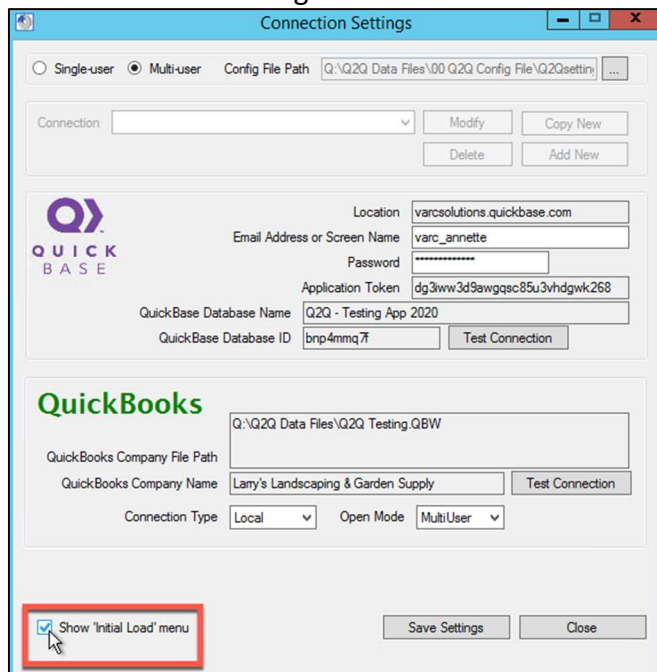 Connection Settings
Single-user Multi-user Config File Path Q:\Q2Q Data Files\00 Q2Q Config File\Q2Qsetting ...
Connection Modify Copy New
Delete Add New
QUICK
BASE
Location varcsolutions.quickbase.com
Email Address or Screen Name varc_annette
Password *************
Application Token dg3iww3d9awgqsc85u3vhdgwk268
QuickBase Database Name Q2Q - Testing App 2020
QuickBase Database ID bnp4mmq7f Test Connection
QuickBooks
Q:\Q2Q Data Files\Q2Q Testing.QBW
QuickBooks Company File Path
QuickBooks Company Name Larry's Landscaping & Garden Supply Test Connection
Connection Type Local Open Mode MultiUser
Show 'Initial Load' menu Save Settings Close